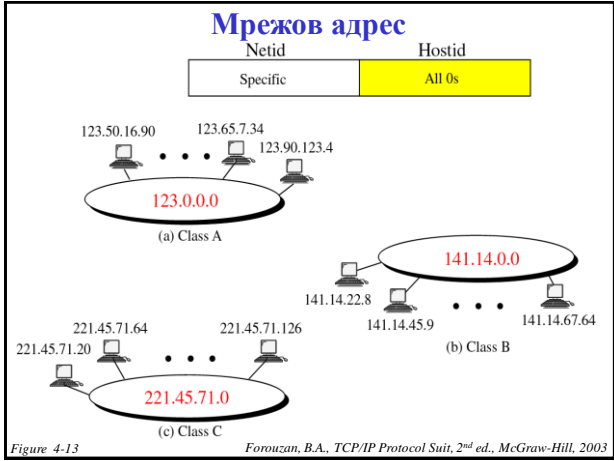 Мрежов адрес
Netid Hostid
Specific All 0s
123.50.16.90 123.65.7.34
123.90.123.4
123.0.0.0
(a) Class A
141.14.0.0
141.14.22.8
141.14.45.9
141.14.67.64
(b) Class B
221.45.71.64 221.45.71.126
221.45.71.20
221.45.71.0
(c) Class C
Figure 4-13 Forouzan, B.A., TCP/IP Protocol Suit, 2nd ed., McGraw-Hill, 2003